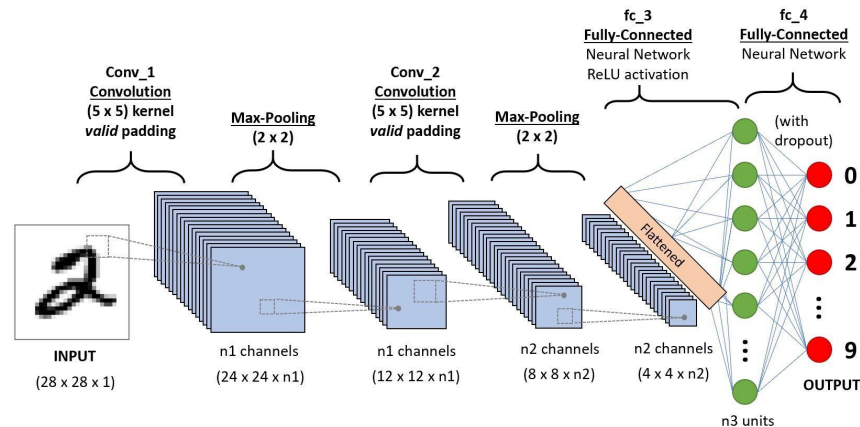 fc_3
Fully-Connected
Neural Network
ReLU activation
fc_4
Fully-Connected
Neural Network
Conv_1
Convolution
(5 x 5) kernel
valid padding
Max-Pooling
(2 x 2)
Conv_2
Convolution
(5 x 5) kernel
valid padding
Max-Pooling
(2 x 2)
(with
dropout)
0
1
2
9
OUTPUT
Flattened
2
INPUT
(28 x 28 x 1)
n1 channels
(24 x 24 x n1)
n1 channels
(12 x 12 x n1)
n2 channels
(8 x 8 x n2)
n2 channels
(4 x 4 x n2)
n3 units